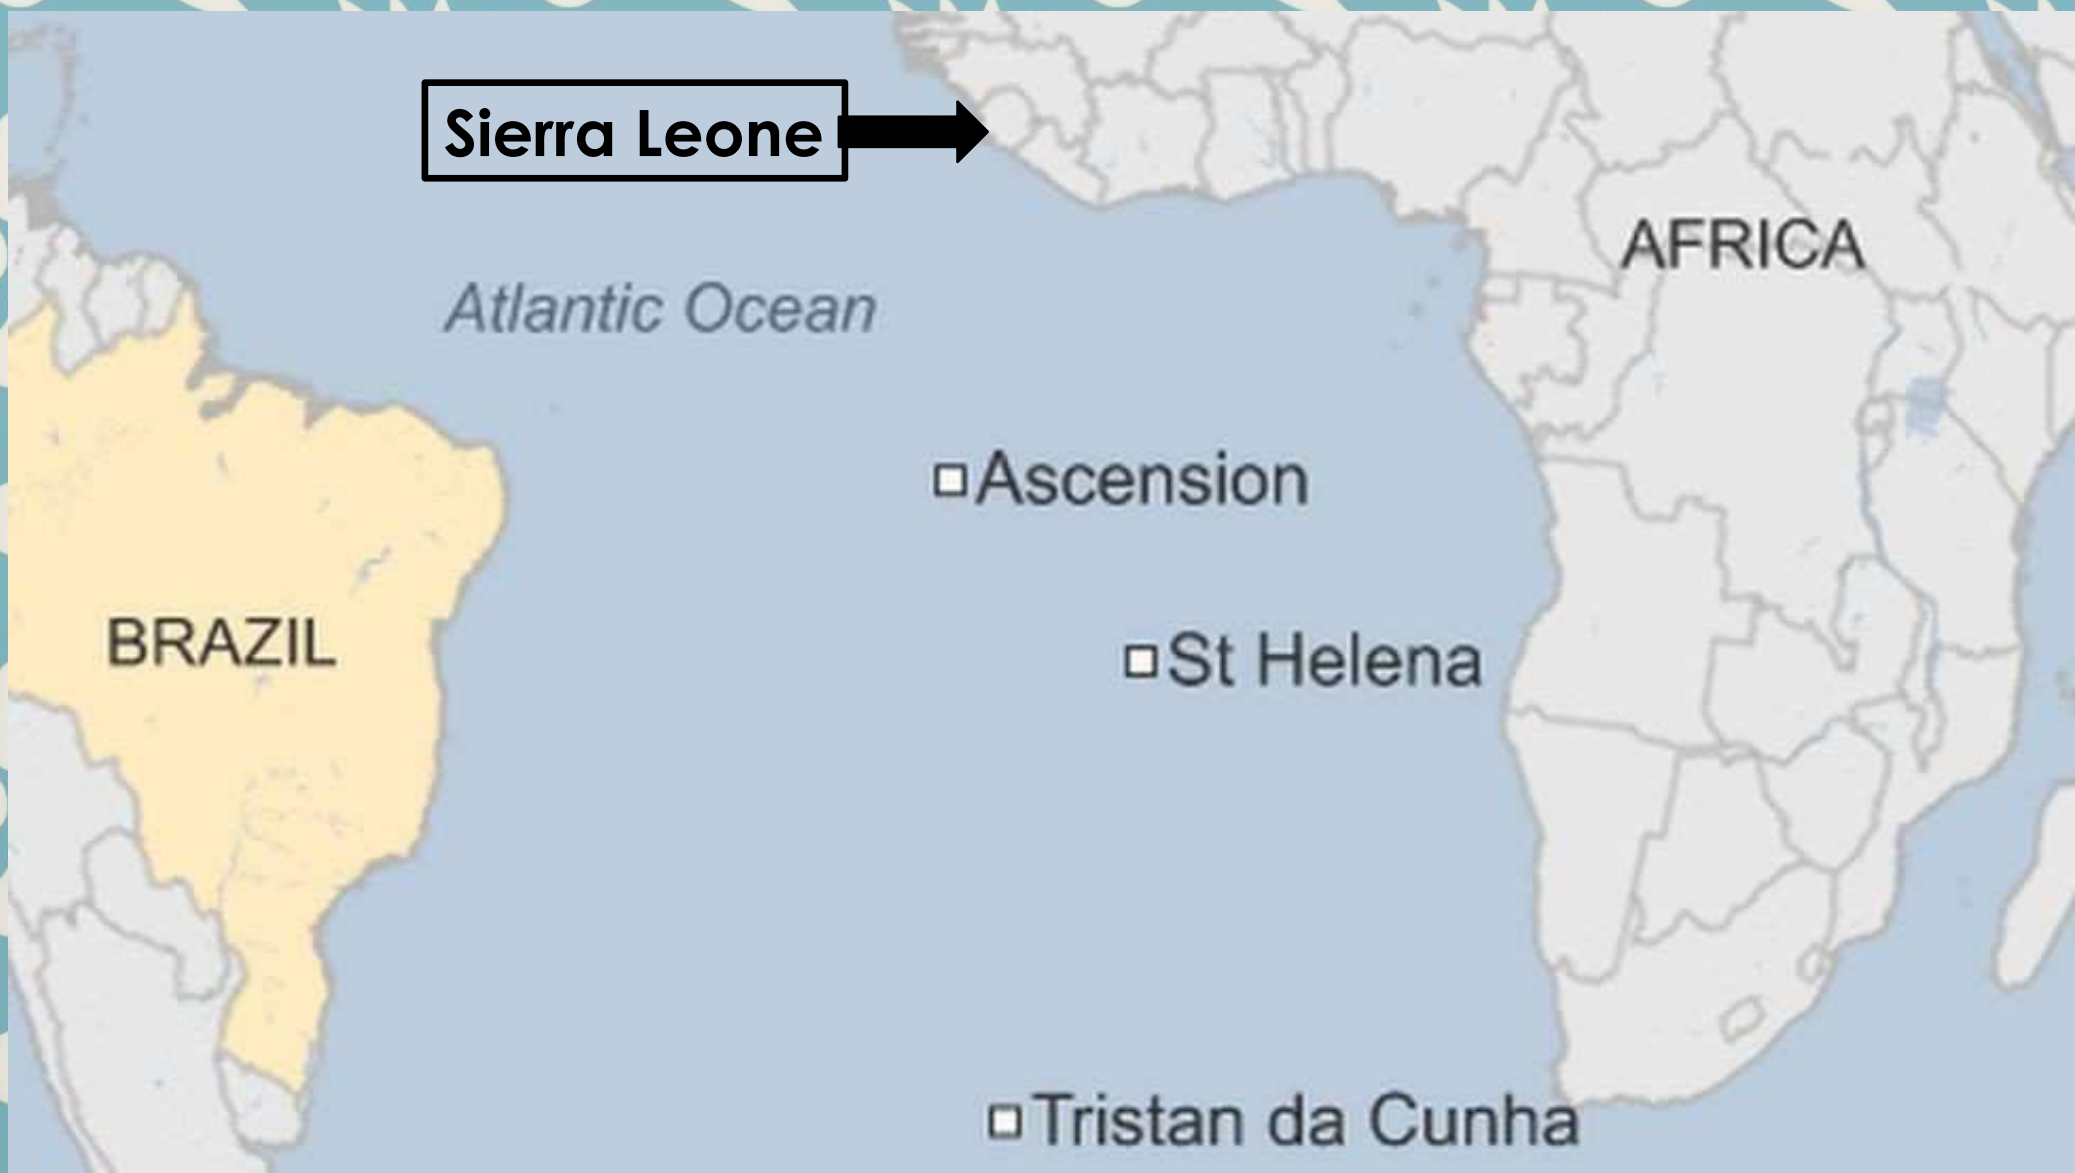 Sierra Leone
AFRICA
Atlantic Ocean
Ascension
BRAZIL
St Helena
Tristan da Cunha